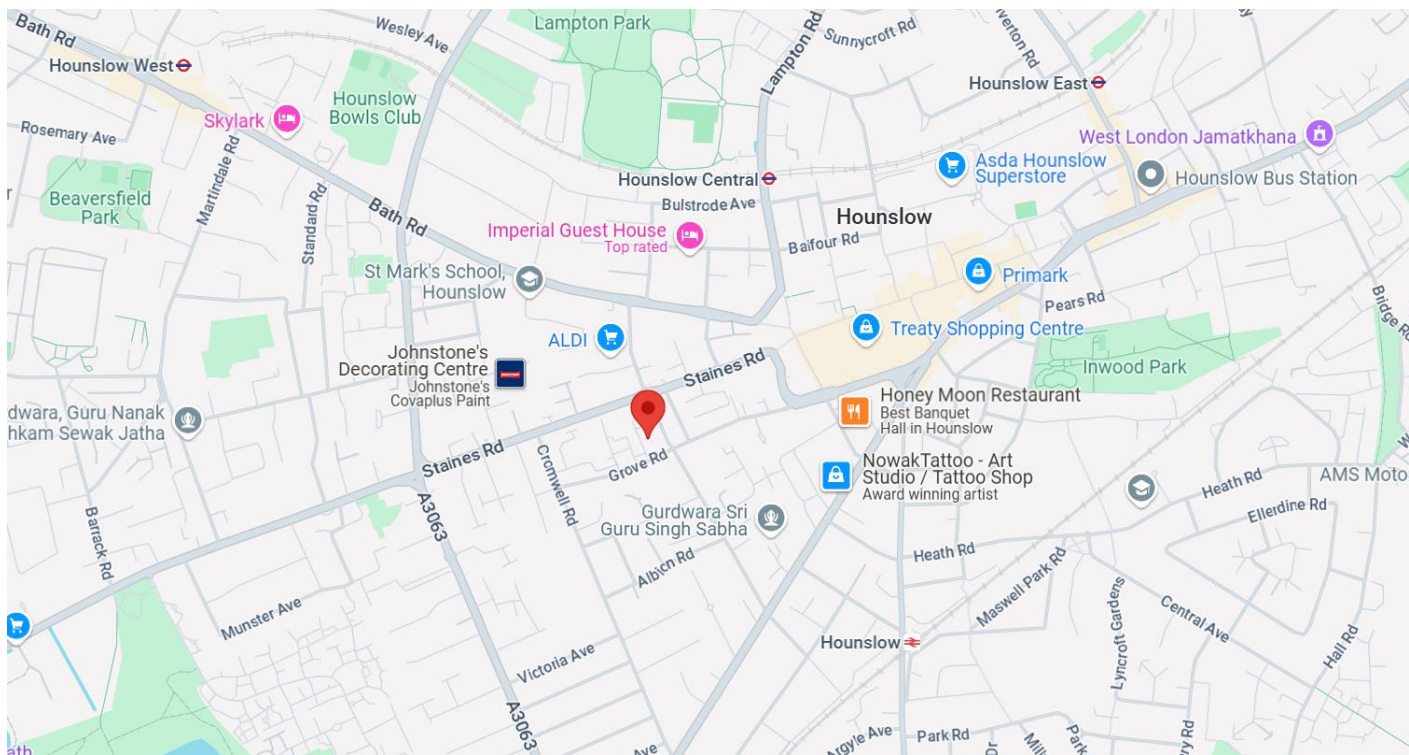 Bath Rd
Wesley Ave
Lampton Park
Lampton Rd
Sunnycroft Rd
Hounslow West
Hounslow East
Skylark
Hounslow
Bowls Club
Rosemary Ave
Martindale Rd
West London Jamatkhana
Asda Hounslow
Superstore
Hounslow Bus Station
Hounslow Central
Bulstrode Ave
Beaversfield
Park
Standard Rd
Bath Rd
Hounslow
Imperial Guest House
Top rated
Balfour Rd
St Mark's School,
Hounslow
Primark
Pears Rd
Bridge
Treaty Shopping Centre
ALDI
Staines Rd
Johnstone's
Decorating Centre
Johnstone's
Covaplus Paint
Inwood Park
Honey Moon Restaurant
Best Banquet
Hall in Hounslow
dwara, Guru Nanak
hkam Sewak Jatha
Staines Rd
Cromwell Rd
Grove Rd
NowakTattoo - Art
Studio / Tattoo Shop
Award winning artist
AMS Moto
Heath Rd
Ellerdine Rd
A3063
Barrack Rd
Gurdwara Sri
Guru Singh Sabha
Heath Rd
Albion Rd
Maswell Park Rd
Munster Ave
Central Ave
Lyncroft Gardens
Hall Rd
Hounslow
Victoria Ave
A3063
Argyle Ave
Park Rd